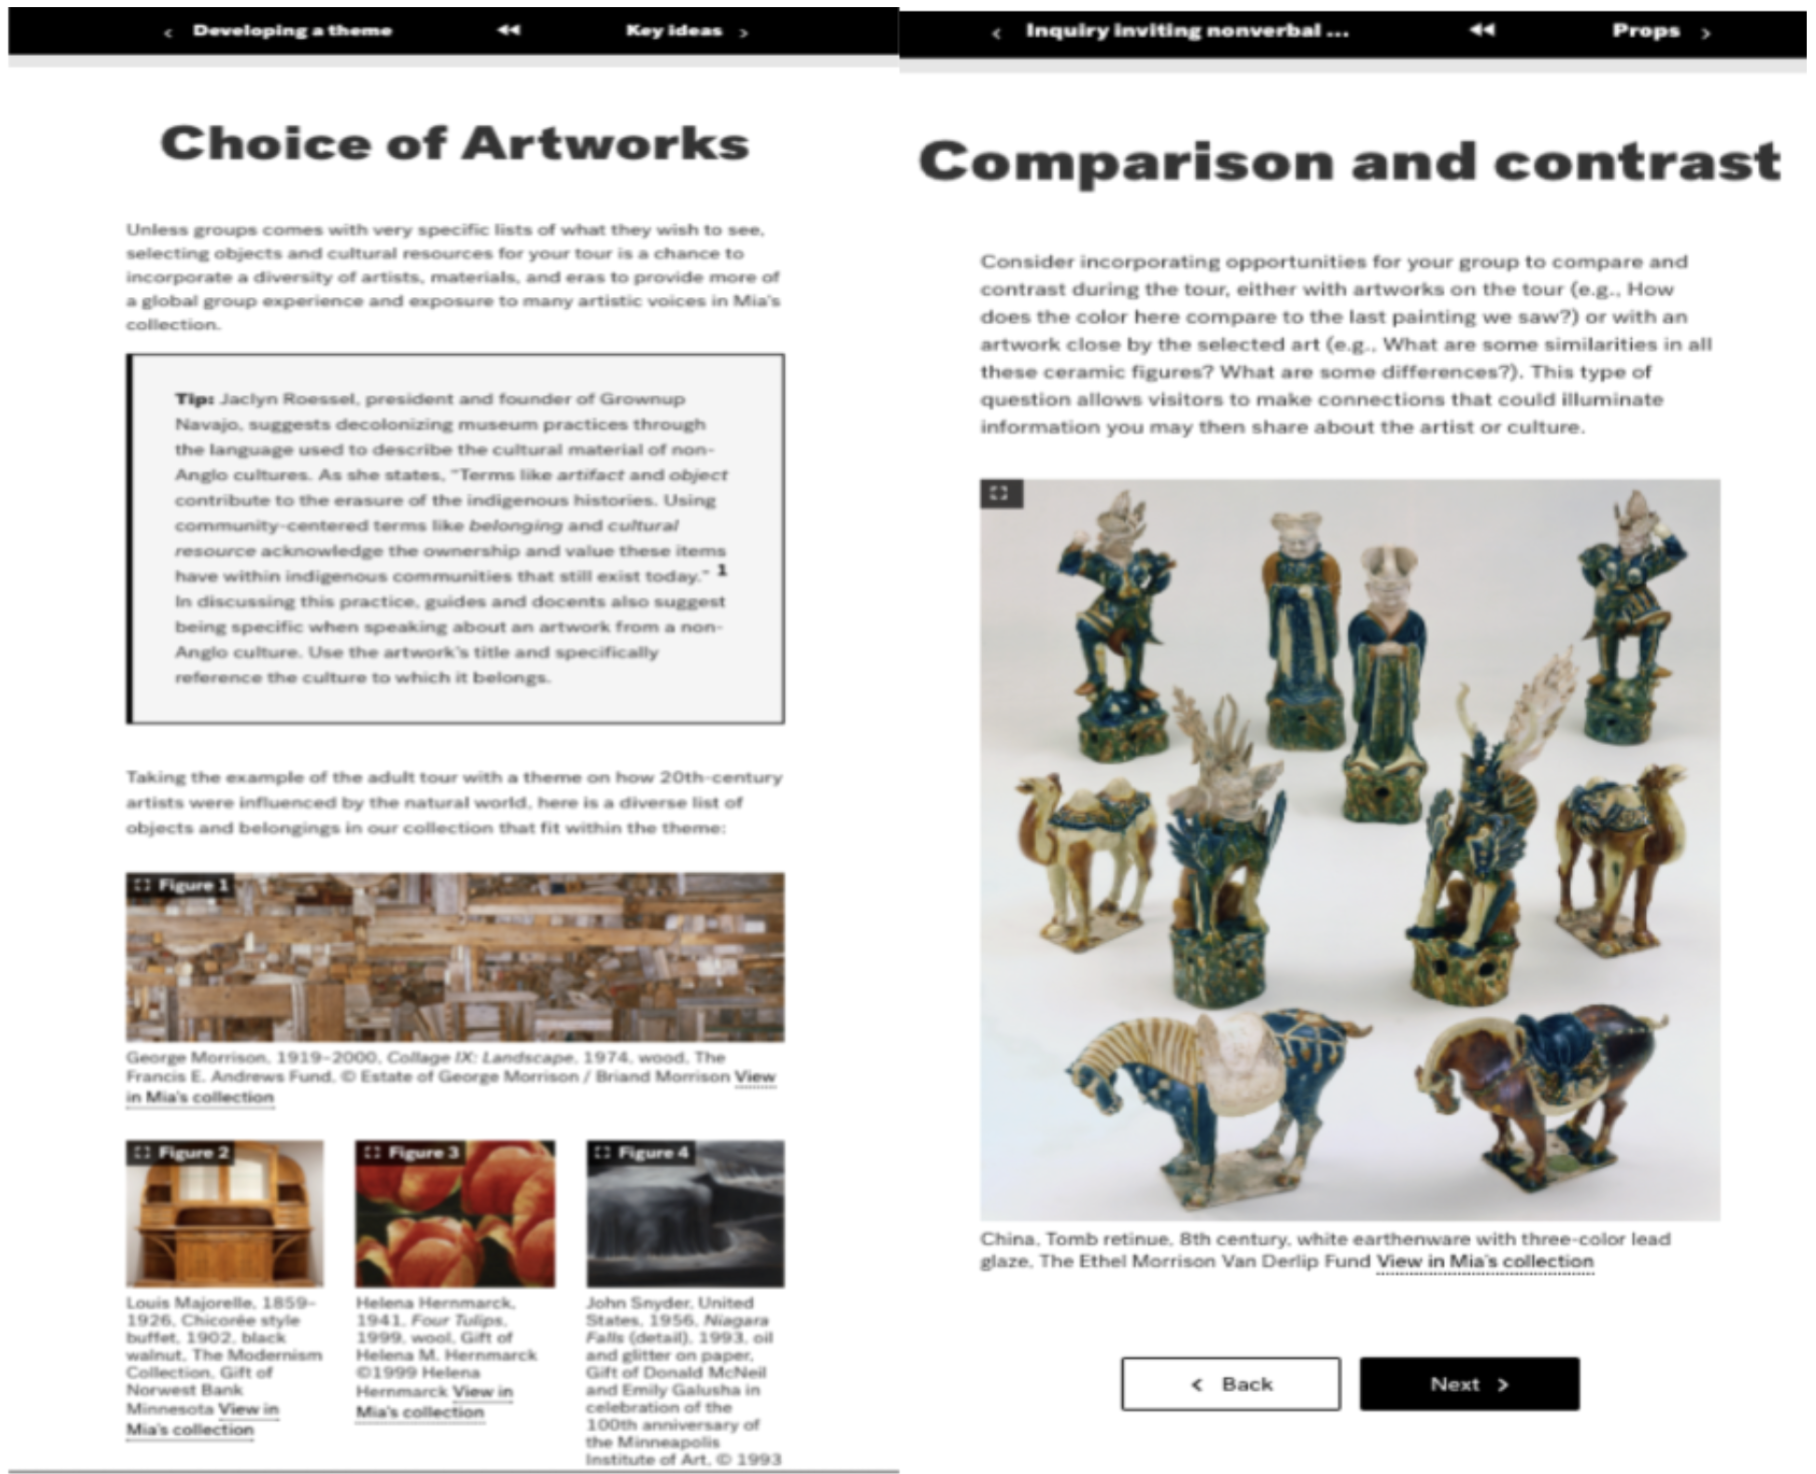 Developing a theme
Key ideas
Choice of Artworks
Unless groups comes with very specific lists of what they wish to see,
selecting objects and cultural resources for your tour is a chance to
incorporate a diversity of artists, materials, and eras to provide more of
a global group experience and exposure to many artistic voices in Mia's
collection.
Tip: Jaclyn Roessel, president and founder of Grownup
Navajo, suggests decolonizing museum practices through
the language used to describe the cultural material of non-
Anglo cultures. As she states, "Terms like artifact and object
contribute to the erasure of the indigenous histories. Using
community-centered terms like belonging and cultural
resource acknowledge the ownership and value these items
have within indigenous communities that still exist today." 1
In discussing this practice, guides and docents also suggest
being specific when speaking about an artwork from a non-
Anglo culture. Use the artwork's title and specifically
reference the culture to which it belongs.
Taking the example of the adult tour with a theme on how 20th-century
artists were influenced by the natural world, here is a diverse list of
objects and belongings in our collection that fit within the theme:
Figure 1
George Morrison, 1919–2000, Collage IX: Landscape, 1974, wood, The
Francis E. Andrews Fund, © Estate of George Morrison / Briand Morrison View
in Mia's collection
Figure 2
Louis Majorelle, 1859–
1926, Chicorée style
buffet, 1902, black
walnut, The Modernism
Collection, Gift of
Norwest Bank
Minnesota View in
Mia's collection
Figure 3
Helena Hernmarck,
1941, Four Tulips,
1999, wool, Gift of
Helena M. Hernmarck
©1999 Helena
Hernmarck View in
Mia's collection
Figure 4
John Snyder, United
States, 1956, Niagara
Falls (detail), 1993, oil
and glitter on paper,
Gift of Donald McNeil
and Emily Galusha in
celebration of the
100th anniversary of
the Minneapolis
Institute of Art, © 1993
Inquiry inviting nonverbal ...
Props
Comparison and contrast
Consider incorporating opportunities for your group to compare and
contrast during the tour, either with artworks on the tour (e.g., How
does the color here compare to the last painting we saw?) or with an
artwork close by the selected art (e.g., What are some similarities in all
these ceramic figures? What are some differences?). This type of
question allows visitors to make connections that could illuminate
information you may then share about the artist or culture.
China, Tomb retinue, 8th century, white earthenware with three-color lead
glaze, The Ethel Morrison Van Derlip Fund View in Mia's collection
Back
Next